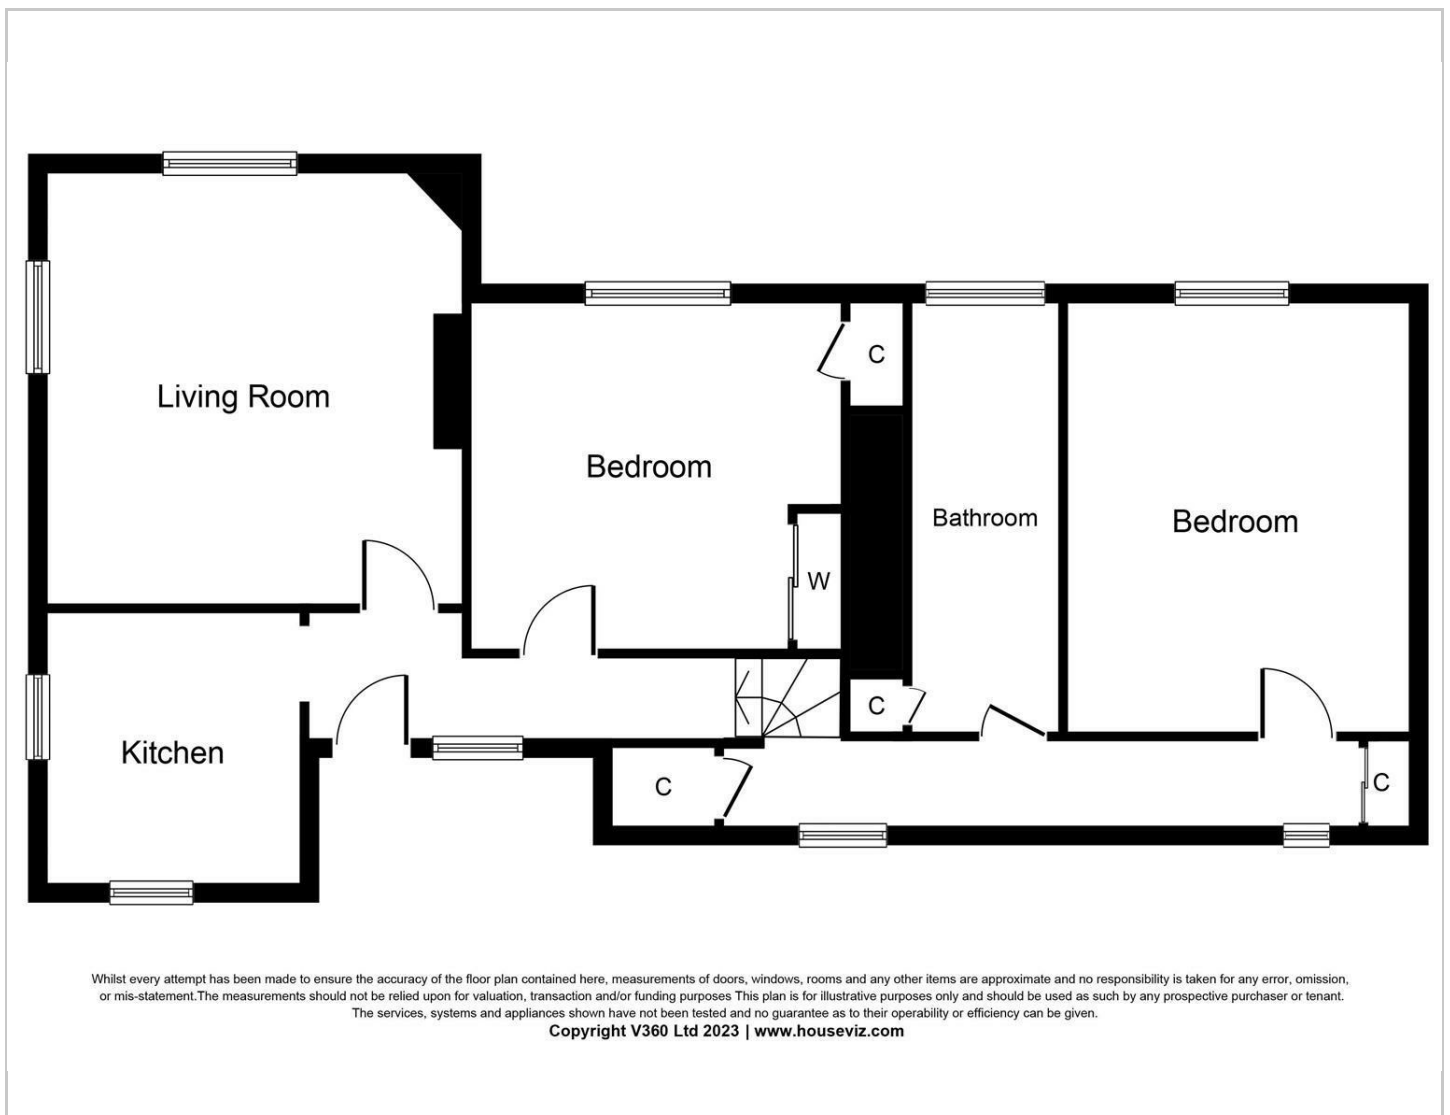 Living Room
C
Bedroom
Bathroom
Bedroom
W
C
Kitchen
C
C
Whilst every attempt has been made to ensure the accuracy of the floor plan contained here, measurements of doors, windows, rooms and any other items are approximate and no responsibility is taken for any error, omission,
or mis-statement.The measurements should not be relied upon for valuation, transaction and/or funding purposes This plan is for illustrative purposes only and should be used as such by any prospective purchaser or tenant.
The services, systems and appliances shown have not been tested and no guarantee as to their operability or efficiency can be given.
Copyright V360 Ltd 2023 | www.houseviz.com